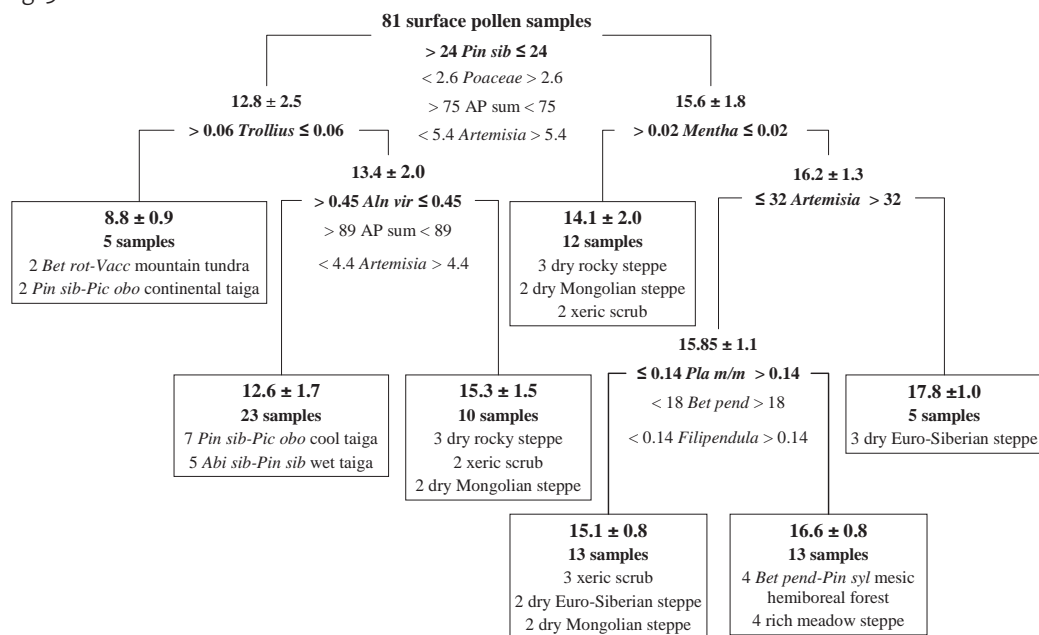 81 surface pollen samples
> 24 Pin sib ≤ 24
< 2.6 Poaceae > 2.6
> 75 AP sum < 75
< 5.4 Artemisia > 5.4
12.8 ± 2.5
> 0.06 Trollius ≤ 0.06
15.6 ± 1.8
> 0.02 Mentha ≤ 0.02
13.4 ± 2.0
> 0.45 Aln vir ≤ 0.45
> 89 AP sum < 89
< 4.4 Artemisia > 4.4
16.2 ± 1.3
≤ 32 Artemisia > 32
8.8 ± 0.9
5 samples
2 Bet rot-Vacc mountain tundra
2 Pin sib-Pic obo continental taiga
14.1 ± 2.0
12 samples
3 dry rocky steppe
2 dry Mongolian steppe
2 xeric scrub
15.85 ± 1.1
≤ 0.14 Pla m/m > 0.14
< 18 Bet pend > 18
< 0.14 Filipendula > 0.14
12.6 ± 1.7
23 samples
7 Pin sib-Pic obo cool taiga
5 Abi sib-Pin sib wet taiga
15.3 ± 1.5
10 samples
3 dry rocky steppe
2 xeric scrub
2 dry Mongolian steppe
17.8 ±1.0
5 samples
3 dry Euro-Siberian steppe
15.1 ± 0.8
13 samples
3 xeric scrub
2 dry Euro-Siberian steppe
2 dry Mongolian steppe
16.6 ± 0.8
13 samples
4 Bet pend-Pin syl mesic
hemiboreal forest
4 rich meadow steppe